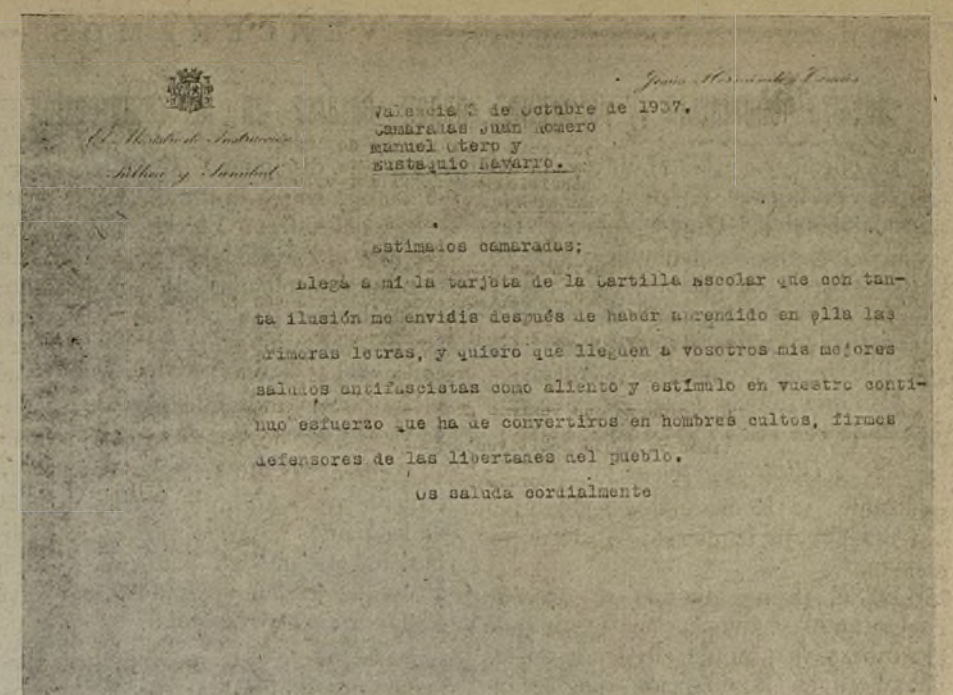 Jesús Hernández Tomás
El Ministro de Instrucción
Pública y Sanidad
Valencia 3 de Octubre de 1937.
Camaradas Juan Romero
Manuel Otero y
Eustaquio Navarro.
Estimados camaradas;
Llega a mi la tarjeta de la Cartilla Escolar que con tan-
ta ilusión me enviáis después de haber aprendido en ella las
primeras letras, y quiero que lleguen a vosotros mis mejores
saludos antifascistas como aliento y estímulo en vuestro conti-
nuo esfuerzo que ha de convertiros en hombres cultos, firmes
defensores de las libertades del pueblo.
Os saluda cordialmente